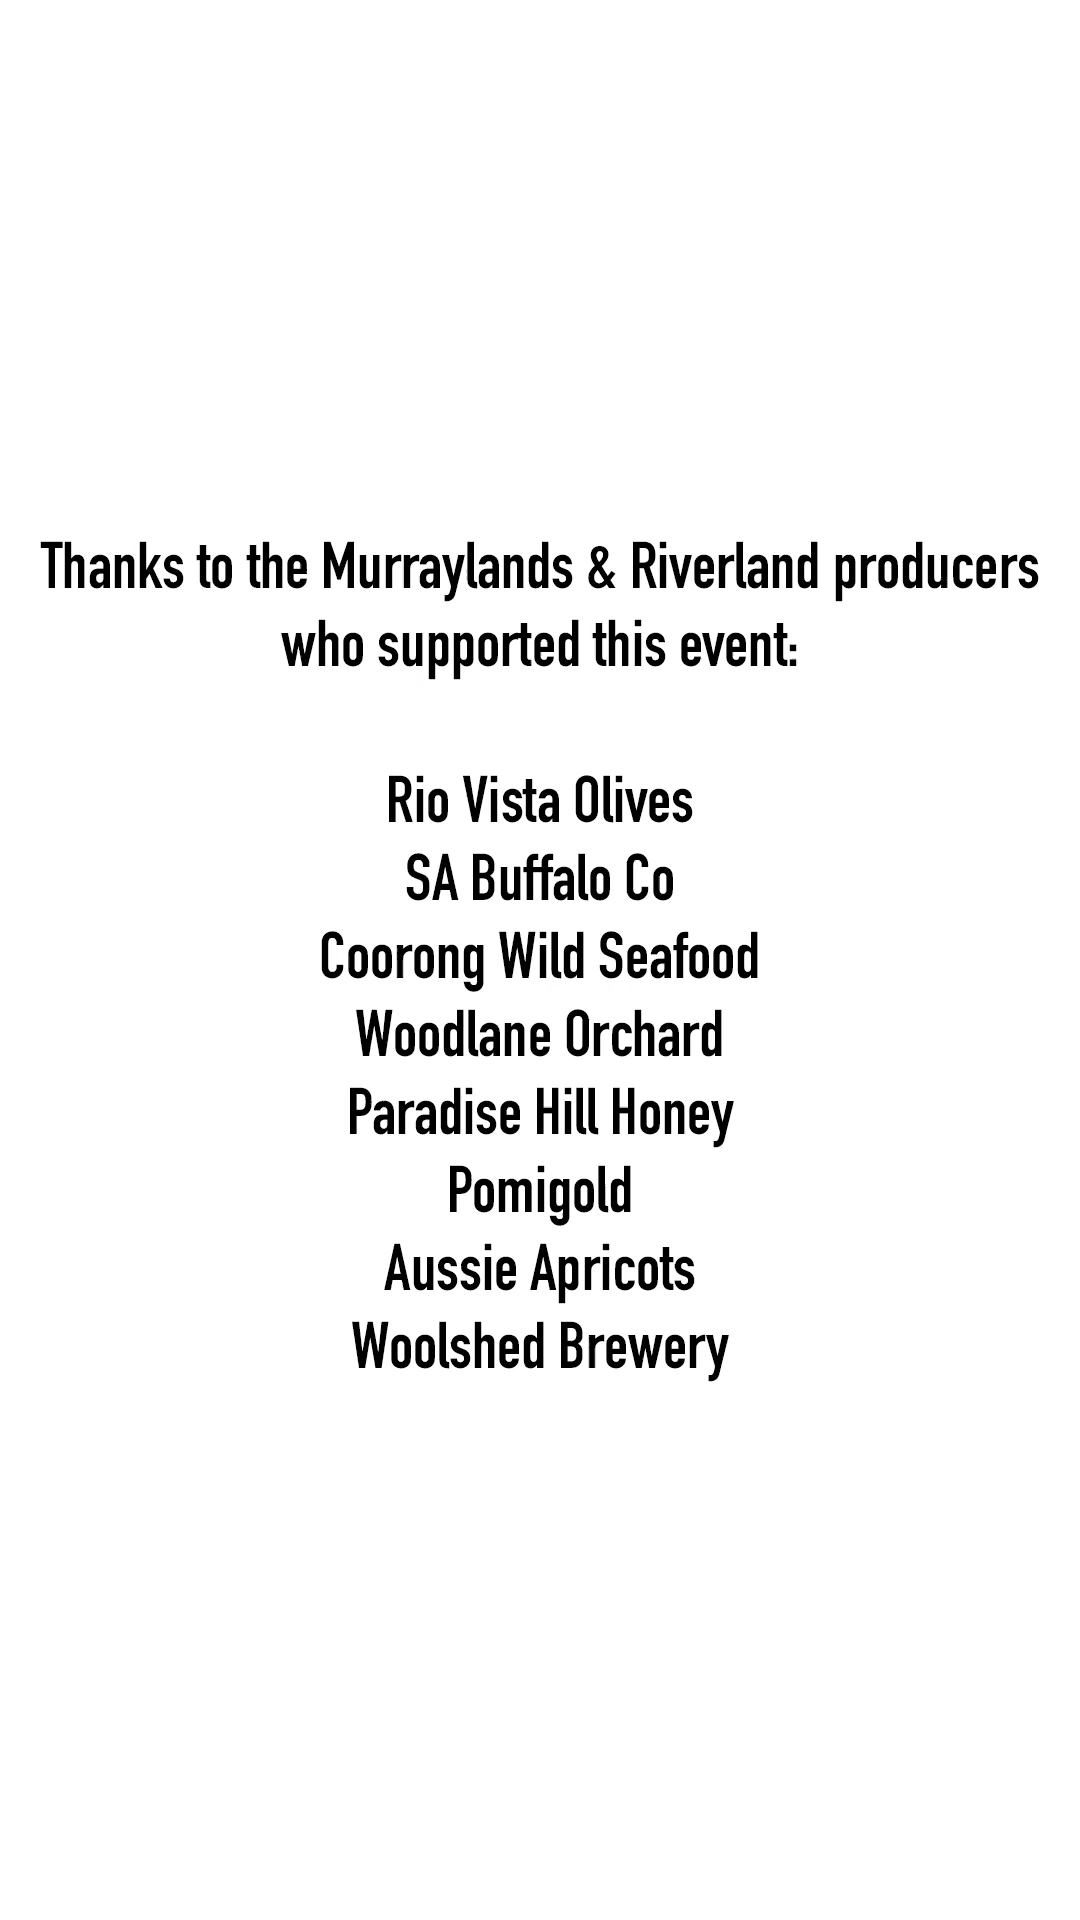 Thanks to the Murraylands & Riverland producers
who supported this event:
Rio Vista Olives
SA Buffalo Co
Coorong Wild Seafood
Woodlane Orchard
Paradise Hill Honey
Pomigold
Aussie Apricots
Woolshed Brewery